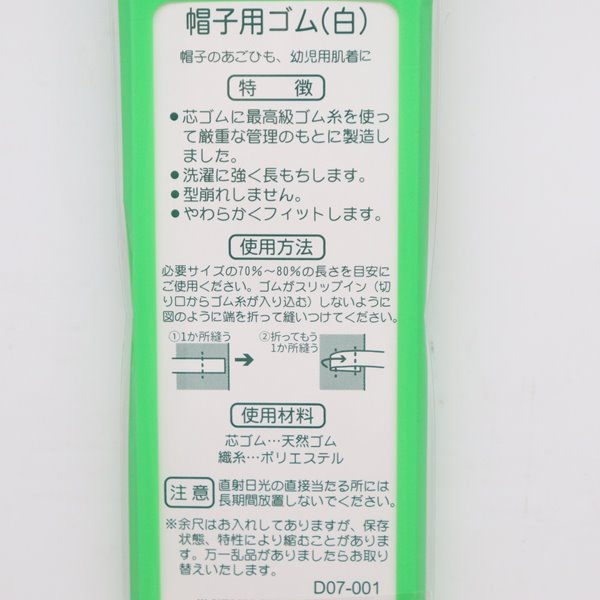 帽子用ゴム(白)
帽子のあごひも、幼児用肌着に
特 徴
●芯ゴムに最高級ゴム糸を使っ
て厳重な管理のもとに製造し
ました。
●洗濯に強く長もちします。
●型崩れしません。
●やわらかくフィットします。
使用方法
必要サイズの70%～80%の長さを目安に
ご使用ください。ゴムがスリップイン（切
り口からゴム糸が入り込む）しないように
図のように端を折って縫いつけてください。
①1か所縫う
②折ってもう
1か所縫う
使用材料
芯ゴム…天然ゴム
織糸…ポリエステル
注意
直射日光の直接当たる所には
長期間放置しないでください。
※余尺はお入れしてありますが、保存
状態、特性により縮むことがありま
す。万一乱品がありましたらお取り
替えいたします。
D07-001